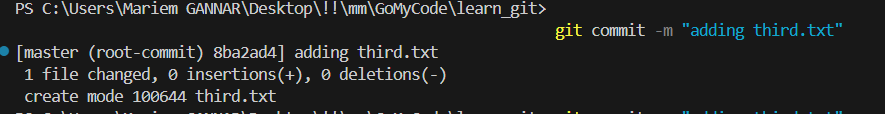 PS C:\Users\Mariem GANNAR\Desktop\!!\mm\GoMyCode\learn_git>
git commit -m "adding third.txt"
[master (root-commit) 8ba2ad4] adding third.txt
1 file changed, 0 insertions(+), 0 deletions(-)
create mode 100644 third.txt